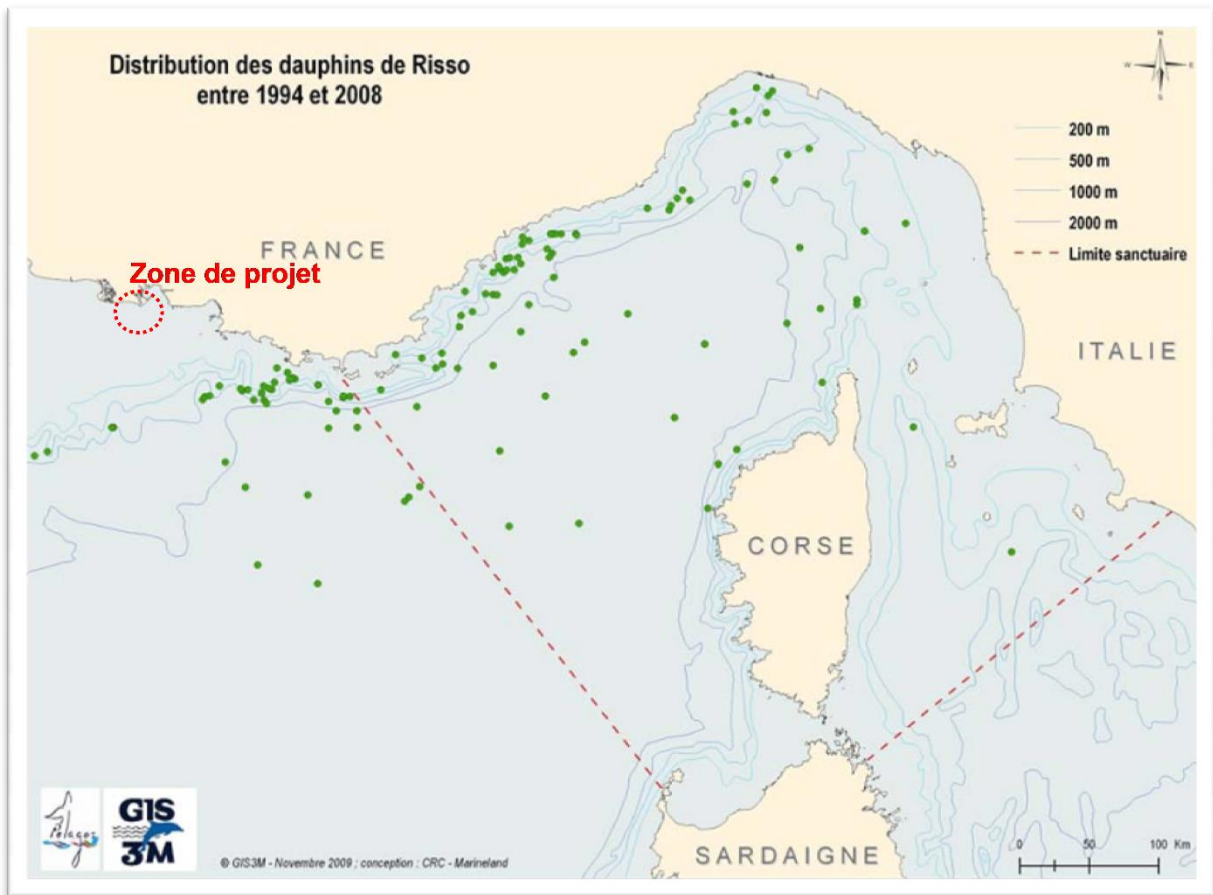 Distribution des dauphins de Risso
entre 1994 et 2008
N
W
E
S
200 m
500 m
1000 m
2000 m
Limite sanctuaire
FRANCE
Zone de projet
ITALIE
CORSE
SARDAIGNE
Pelagos
GIS
3M
© GIS3M - Novembre 2009 ; conception : CRC - Marineland
0 50 100 Km